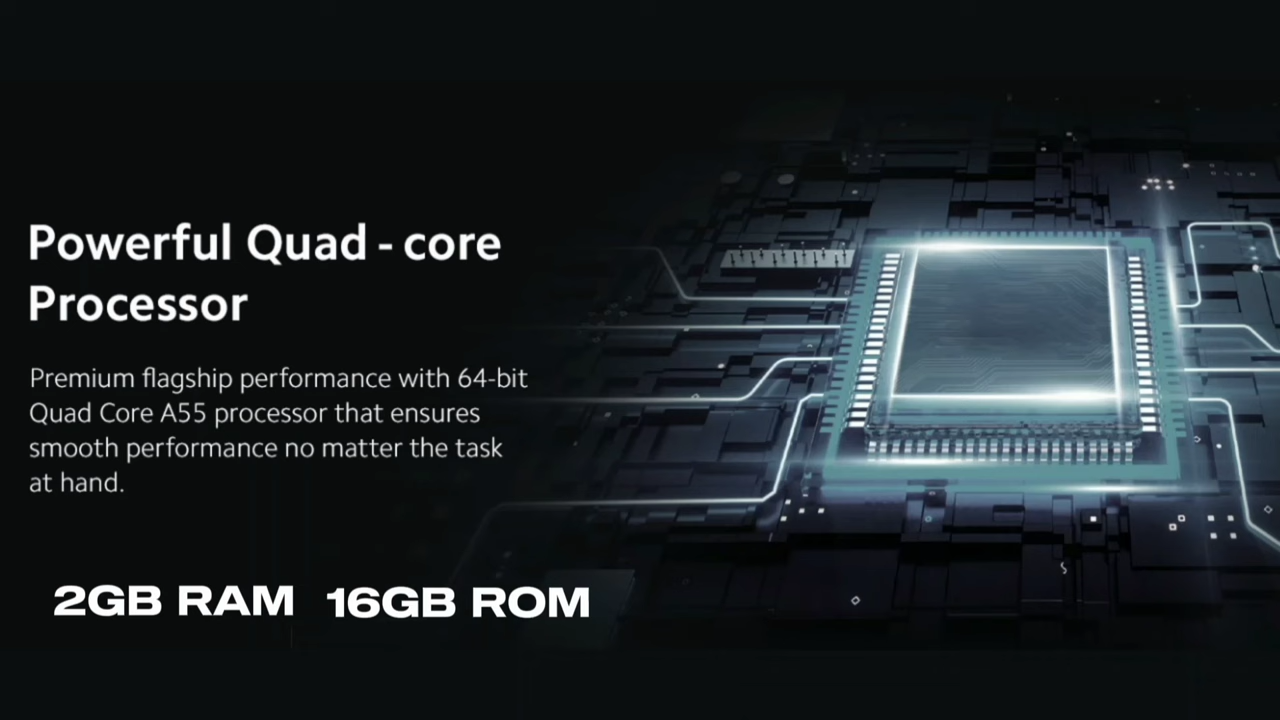 Powerful Quad - core
Processor
Premium flagship performance with 64-bit
Quad Core A55 processor that ensures
smooth performance no matter the task
at hand.
2GB RAM 16GB ROM